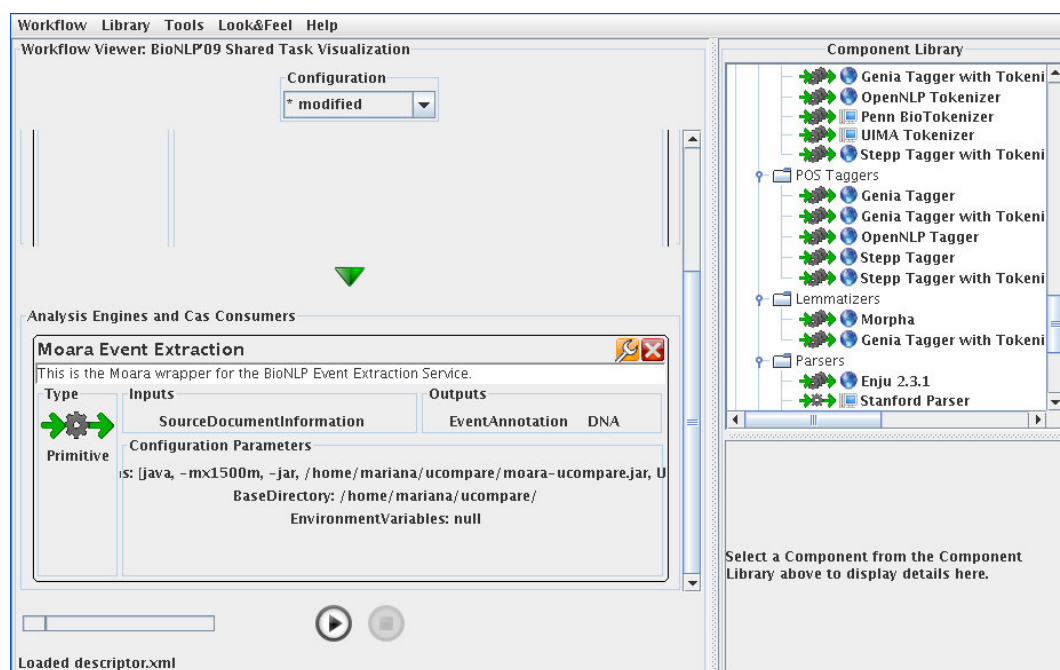 Workflow Library Tools Look&Feel Help
Workflow Viewer: BioNLP'09 Shared Task Visualization
Configuration
* modified
Analysis Engines and Cas Consumers
Moara Event Extraction
This is the Moara wrapper for the BioNLP Event Extraction Service.
Type
Primitive
Inputs
SourceDocumentInformation
Outputs
EventAnnotation DNA
Configuration Parameters
s: [java, -mx1500m, -jar, /home/mariana/ucompare/moara-ucompare.jar, U
BaseDirectory: /home/mariana/ucompare/
EnvironmentVariables: null
Loaded descriptor.xml
Component Library
Genia Tagger with Tokeni
OpenNLP Tokenizer
Penn BioTokenizer
UIMA Tokenizer
Stepp Tagger with Tokeni
POS Taggers
Genia Tagger
Genia Tagger with Tokeni
OpenNLP Tagger
Stepp Tagger
Stepp Tagger with Tokeni
Lemmatizers
Morpha
Genia Tagger with Tokeni
Parsers
Enju 2.3.1
Stanford Parser
Select a Component from the Component
Library above to display details here.